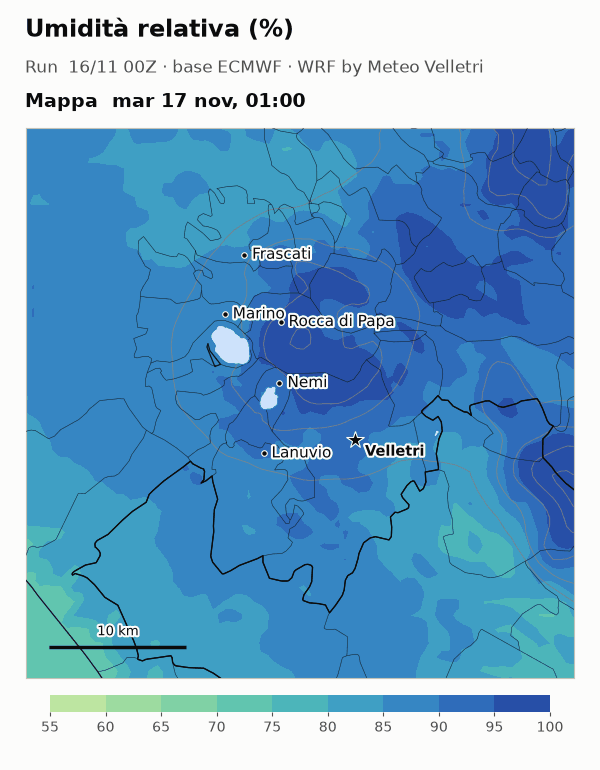 Umidità relativa (%)
Run  16/11 00Z · base ECMWF · WRF by Meteo Velletri
Mappa  mar 17 nov, 01:00
Frascati
Marino
Rocca di Papa
Nemi
Velletri
Lanuvio
10 km
55 60 65 70 75 80 85 90 95 100